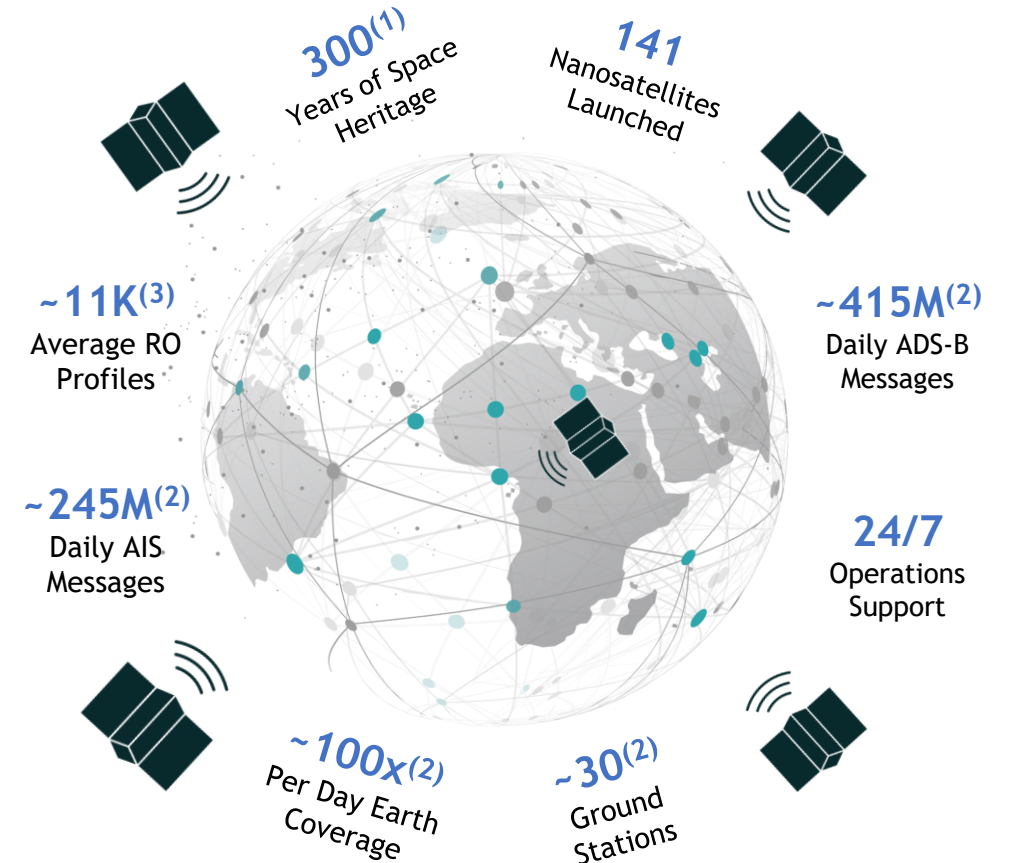 300(1)
Years of Space
Heritage
141
Nanosatellites
Launched
~11K(3)
Average RO
Profiles
~415M(2)
Daily ADS-B
Messages
~245M(2)
Daily AIS
Messages
24/7
Operations
Support
~100x(2)
Per Day Earth
Coverage
~30(2)
Ground
Stations